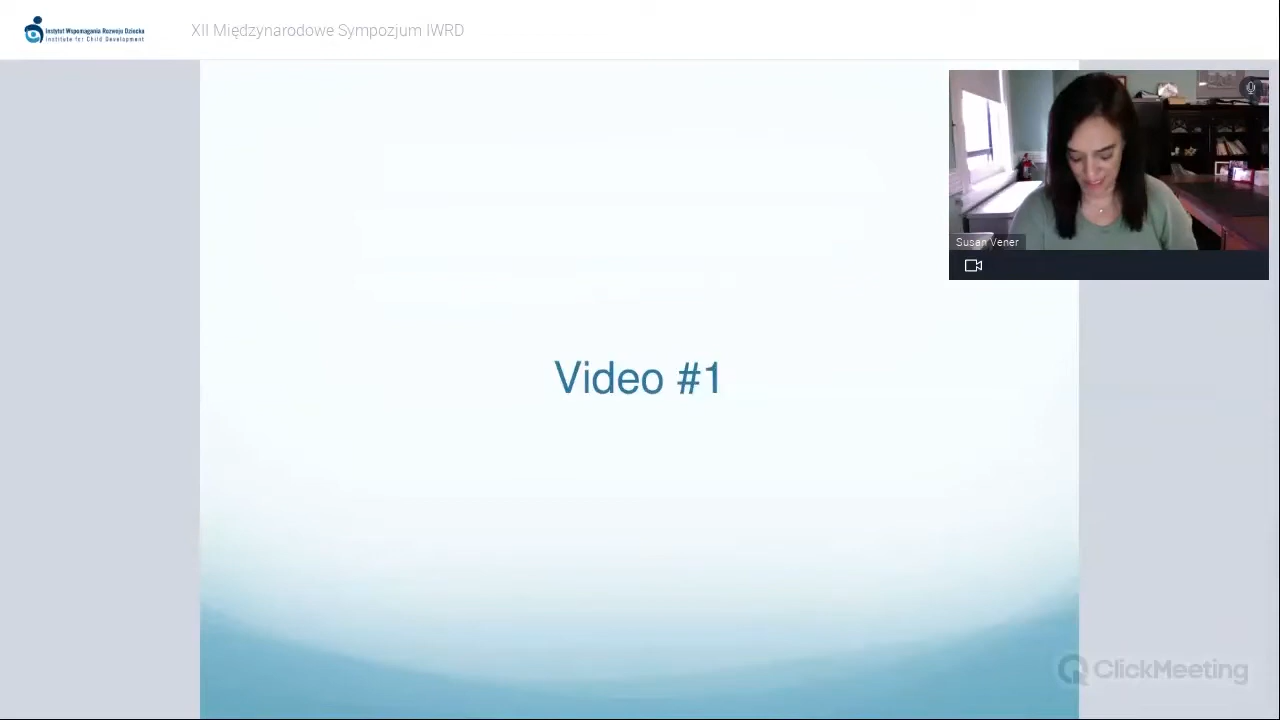 Instytut Wspomagania Rozwoju Dziecka
Institute for Child Development
XII Międzynarodowe Sympozjum IWRD
Susan Vener
Video #1
ClickMeeting